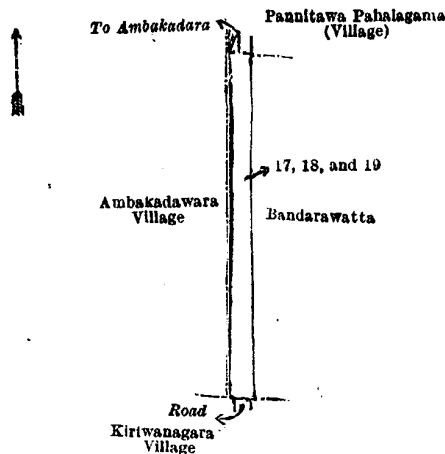 To Ambakadara
Pannitawa Pahalagama
(Village)
17, 18, and 19
Ambakadawara
Village
Bandarawatta
Road
Kiriwanagara
Village